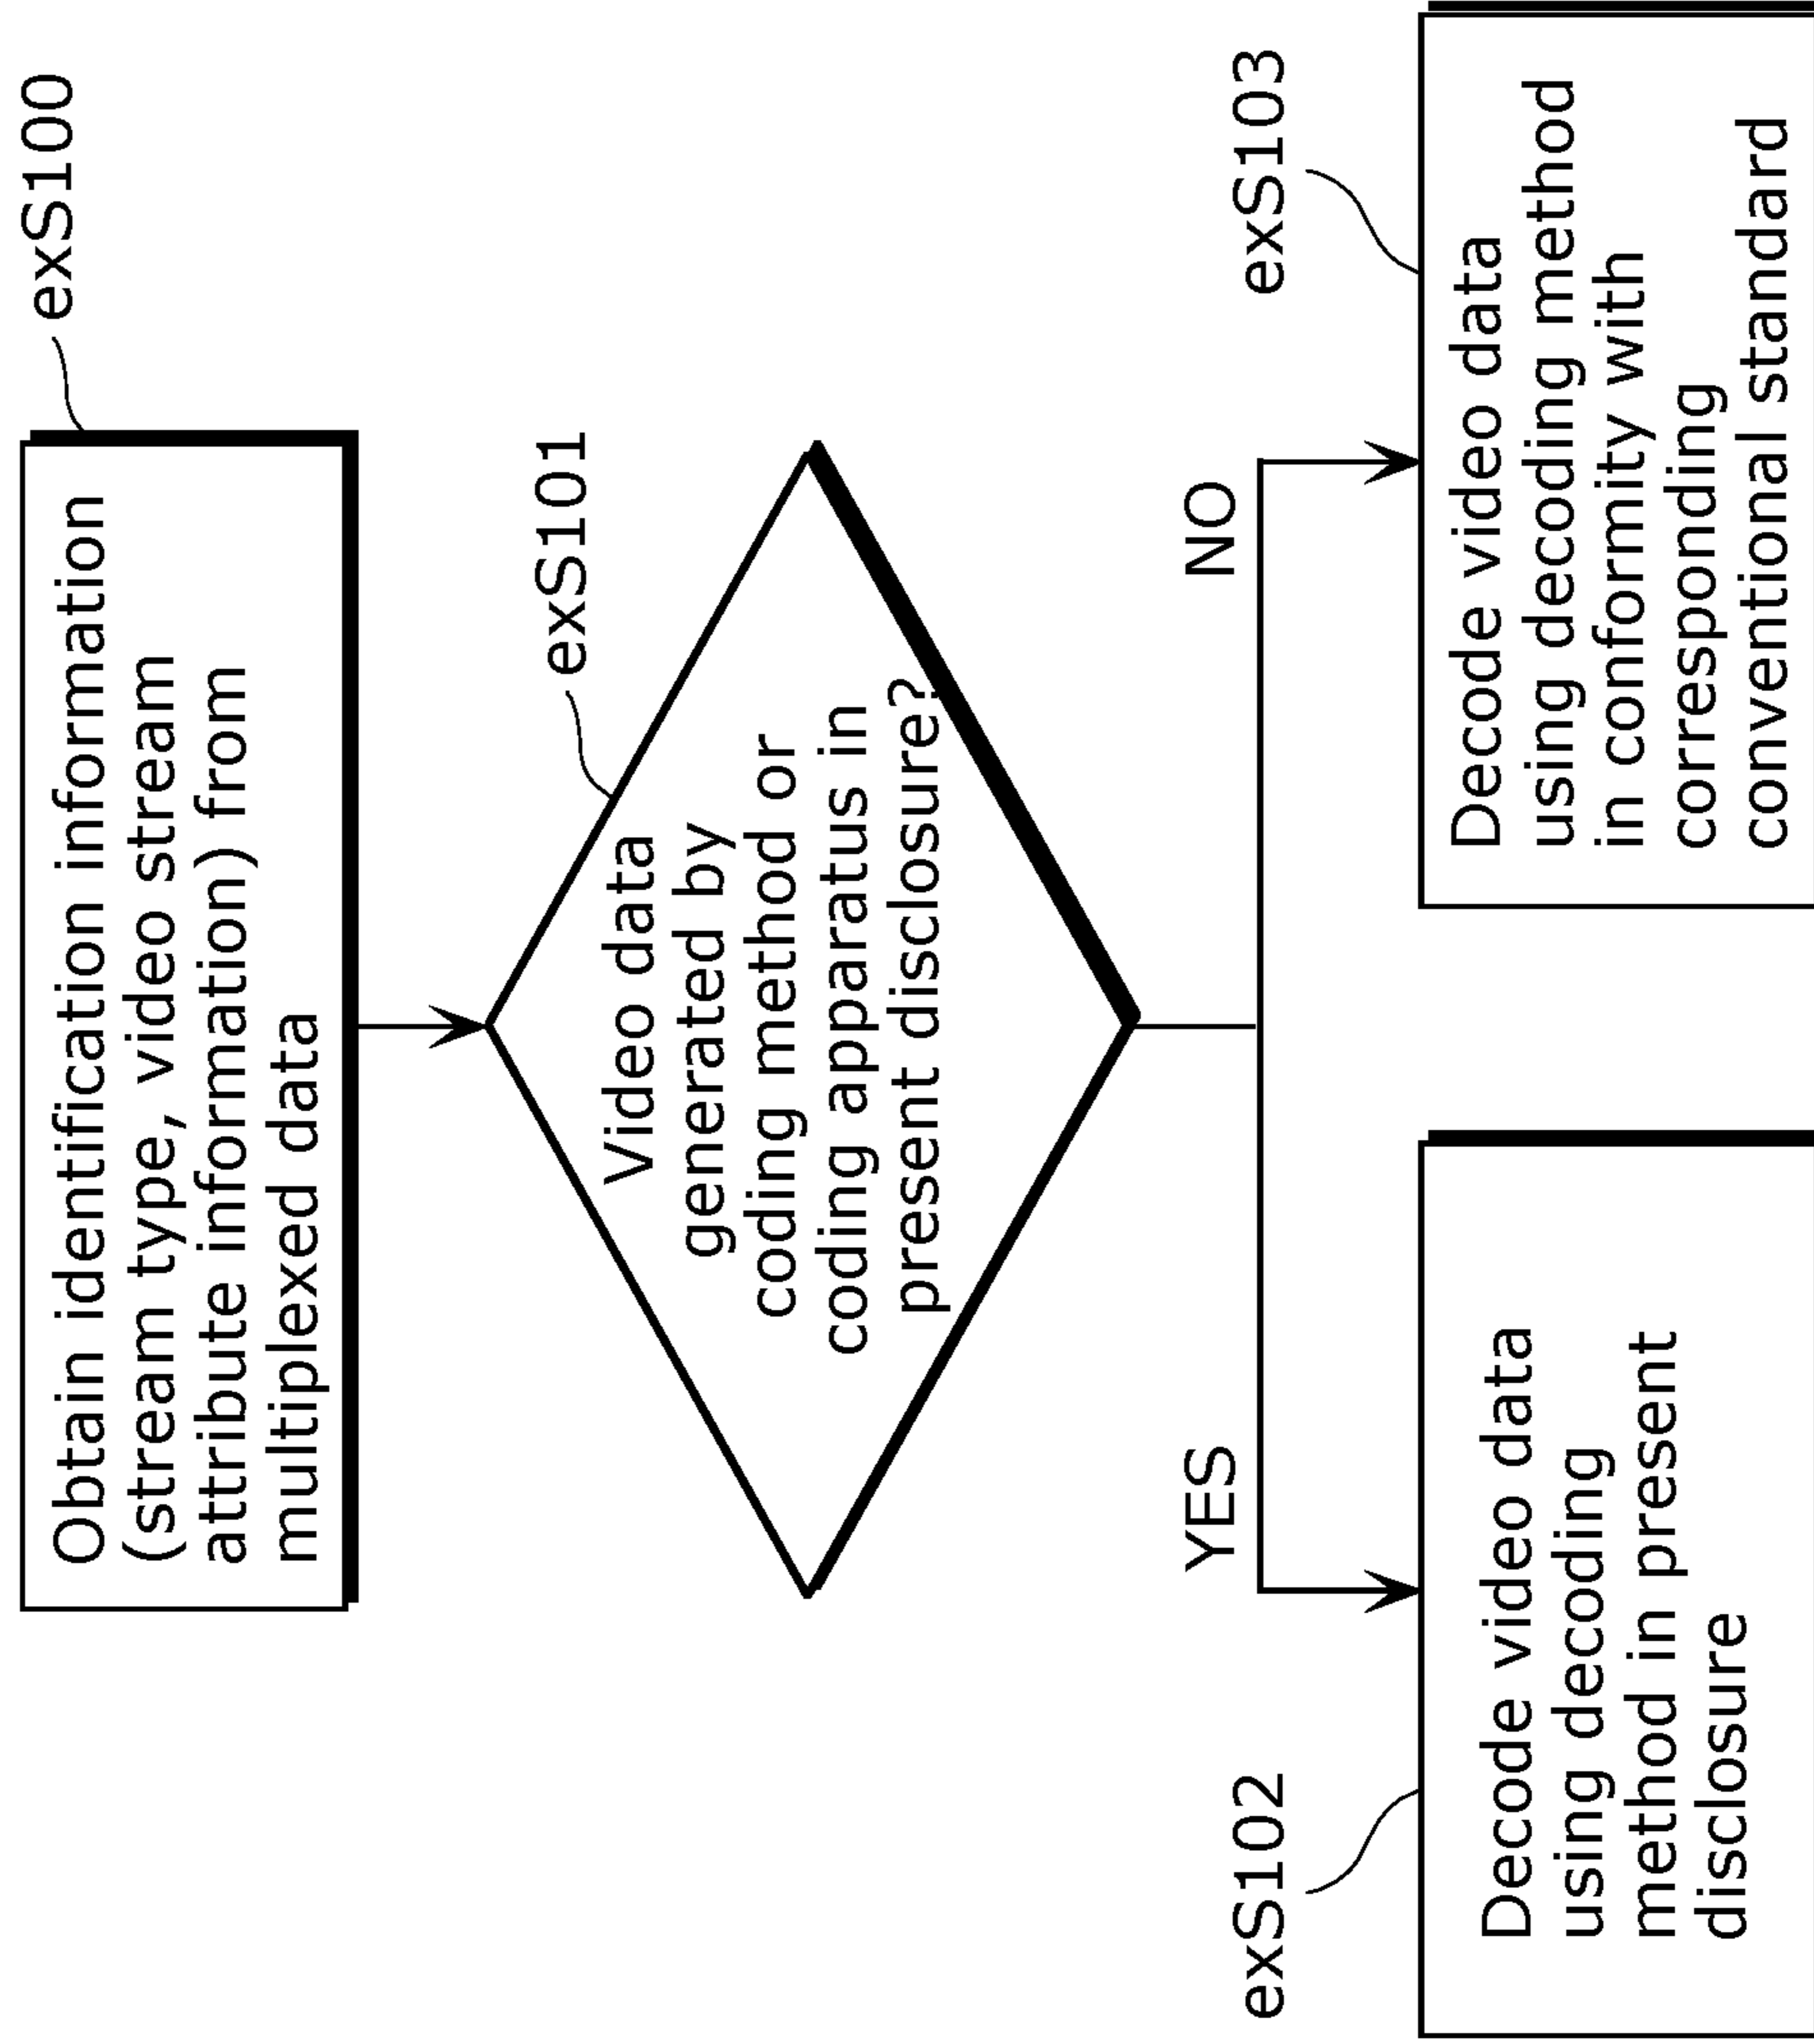 exS100
Obtain identification information
(stream type, video stream
attribute information) from
multiplexed data
exS101
Video data
generated by
coding method or
coding apparatus in
present disclosure?
YES
NO
exS102
Decode video data
using decoding
method in present
disclosure
exS103
Decode video data
using decoding method
in conformity with
corresponding
conventional standard